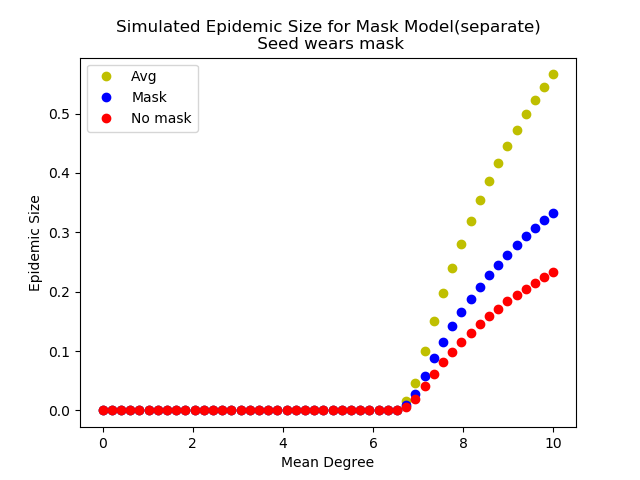 Simulated Epidemic Size for Mask Model(separate)
Seed wears mask
Avg
Mask
No mask
Epidemic Size
0.5
0.4
0.3
0.2
0.1
0.0
0 2 4 6 8 10
Mean Degree